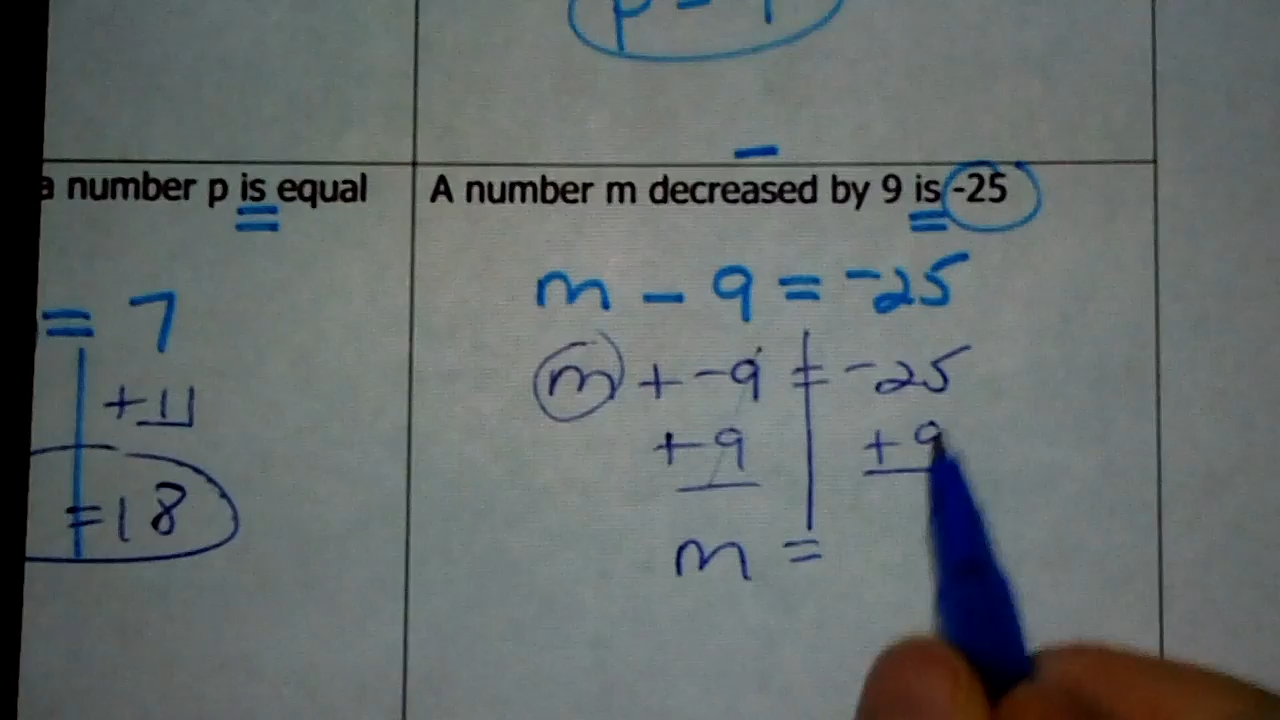 a number p is equal
= 7
+ 11
= 18
A number m decreased by 9 is -25
m - 9 = -25
m + -9 = -25
+ 9 + 9
m =